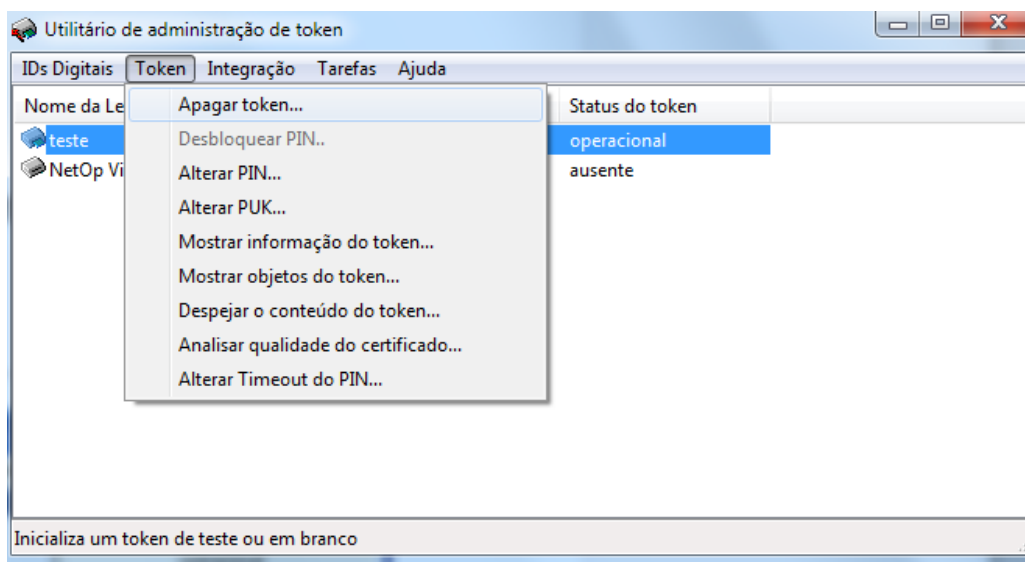 Utilitário de administração de token
IDs Digitais Token Integração Tarefas Ajuda
Nome da Le Status do token
teste operacional
NetOp Vi ausente
Apagar token...
Desbloquear PIN..
Alterar PIN...
Alterar PUK...
Mostrar informação do token...
Mostrar objetos do token...
Despejar o conteúdo do token...
Analisar qualidade do certificado...
Alterar Timeout do PIN...
Inicializa um token de teste ou em branco